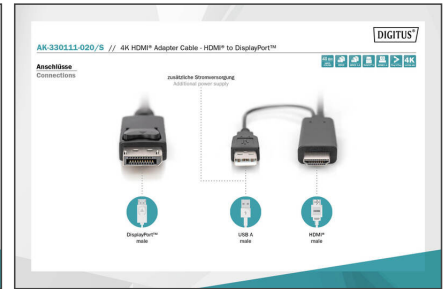 DIGITUS®
AK-330111-020/S // 4K HDMI® Adapter Cable - HDMI® to DisplayPort™
Anschlüsse
Connections
4K
zusätzliche Stromversorgung
Additional power supply
DisplayPort™
male
USB A
male
HDMI®
male